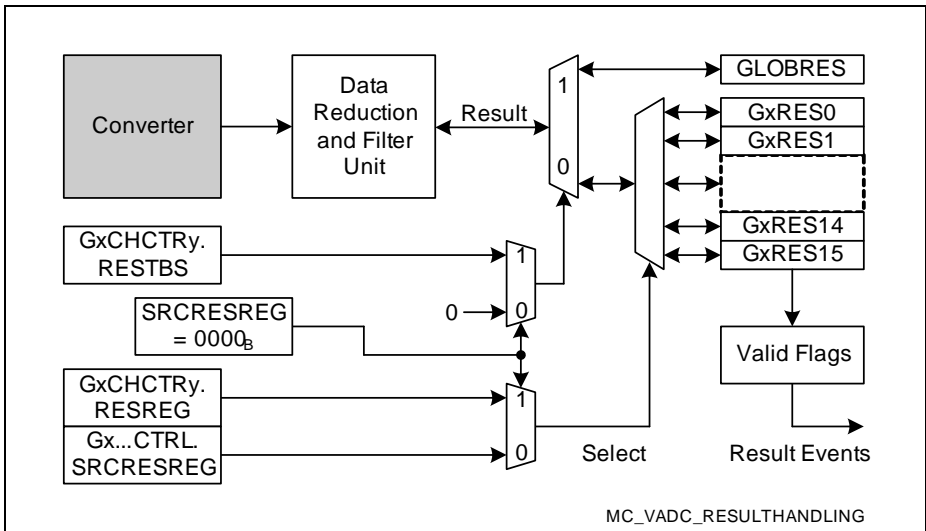 Converter
Data
Reduction
and Filter
Unit
Result
1
0
GLOBRES
GxRES0
GxRES1
GxRES14
GxRES15
GxCHCTRy.
RESTBS
1
0
0
SRCRESREG
= 0000B
Valid Flags
GxCHCTRy.
RESREG
1
0
Gx...CTRL.
SRCRESREG
Select
Result Events
MC_VADC_RESULTHANDLING